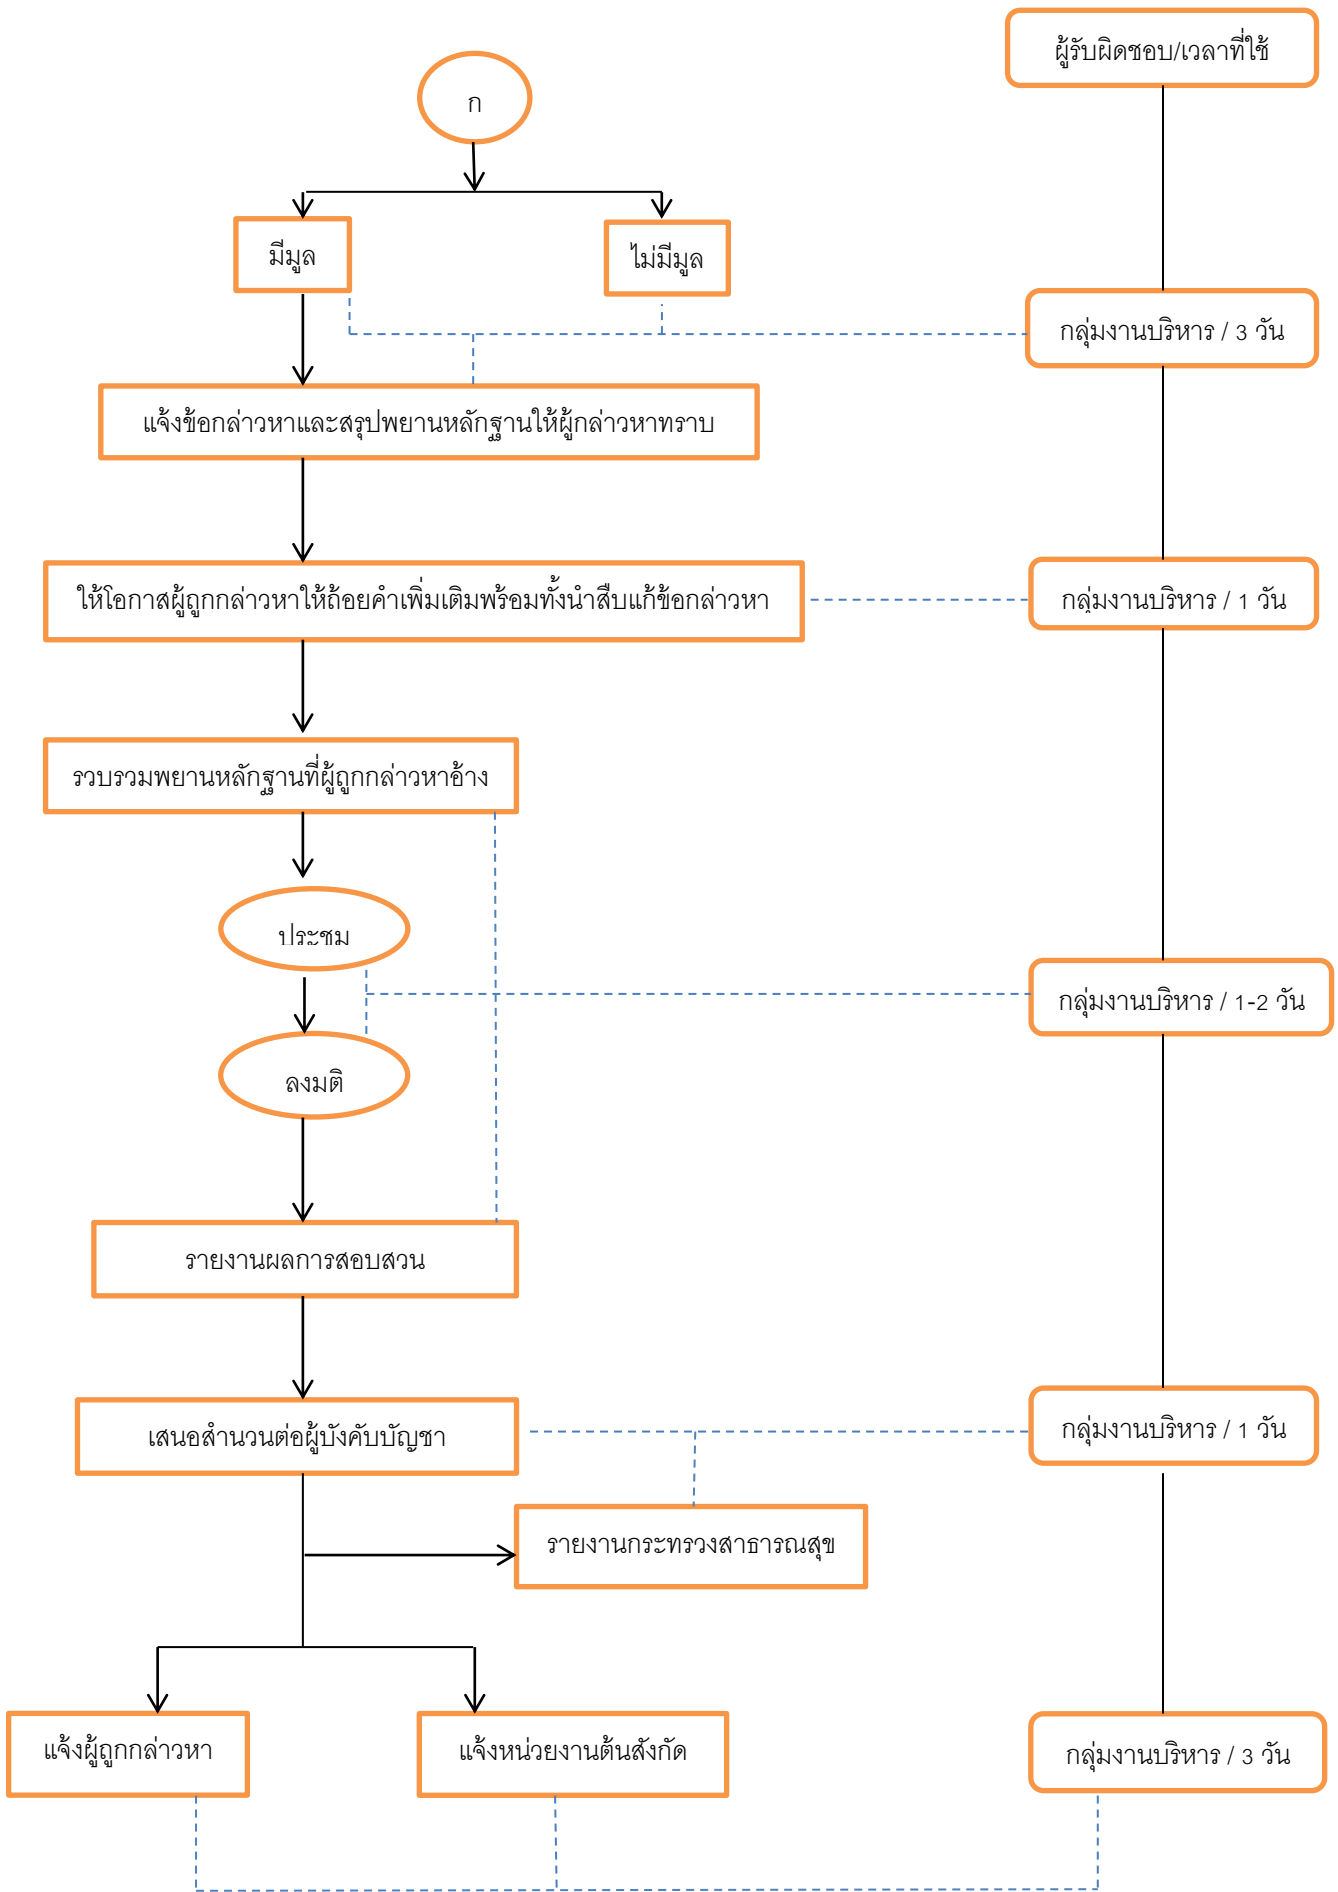 ผู้รับผิดชอบ/เวลาที่ใช้
ก
มีมูล
ไม่มีมูล
กลุ่มงานบริหาร / 3 วัน
แจ้งข้อกล่าวหาและสรุปพยานหลักฐานให้ผู้กล่าวหาทราบ
ให้โอกาสผู้ถูกกล่าวหาให้ถ้อยคำเพิ่มเติมพร้อมทั้งนำสืบแก้ข้อกล่าวหา
กลุ่มงานบริหาร / 1 วัน
รวบรวมพยานหลักฐานที่ผู้ถูกกล่าวหาอ้าง
ประชุม
กลุ่มงานบริหาร / 1-2 วัน
ลงมติ
รายงานผลการสอบสวน
เสนอสำนวนต่อผู้บังคับบัญชา
กลุ่มงานบริหาร / 1 วัน
รายงานกระทรวงสาธารณสุข
แจ้งผู้ถูกกล่าวหา
แจ้งหน่วยงานต้นสังกัด
กลุ่มงานบริหาร / 3 วัน